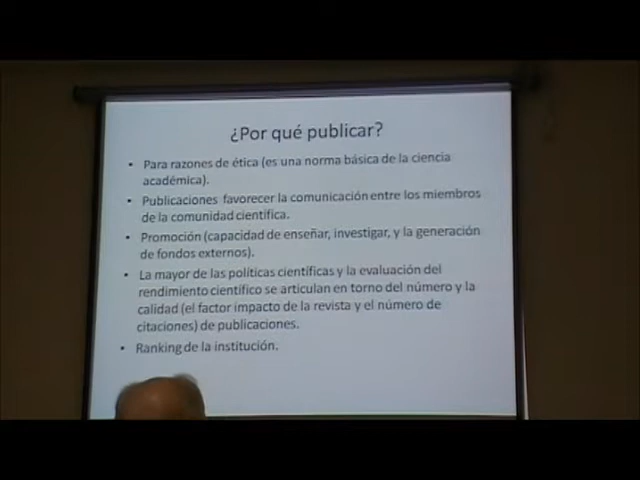 ¿Por qué publicar?
• Para razones de ética (es una norma básica de la ciencia
académica).
• Publicaciones favorecer la comunicación entre los miembros
de la comunidad científica.
• Promoción (capacidad de enseñar, investigar, y la generación
de fondos externos).
• La mayor de las políticas científicas y la evaluación del
rendimiento científico se articulan en torno del número y la
calidad (el factor impacto de la revista y el número de
citaciones) de publicaciones.
• Ranking de la institución.